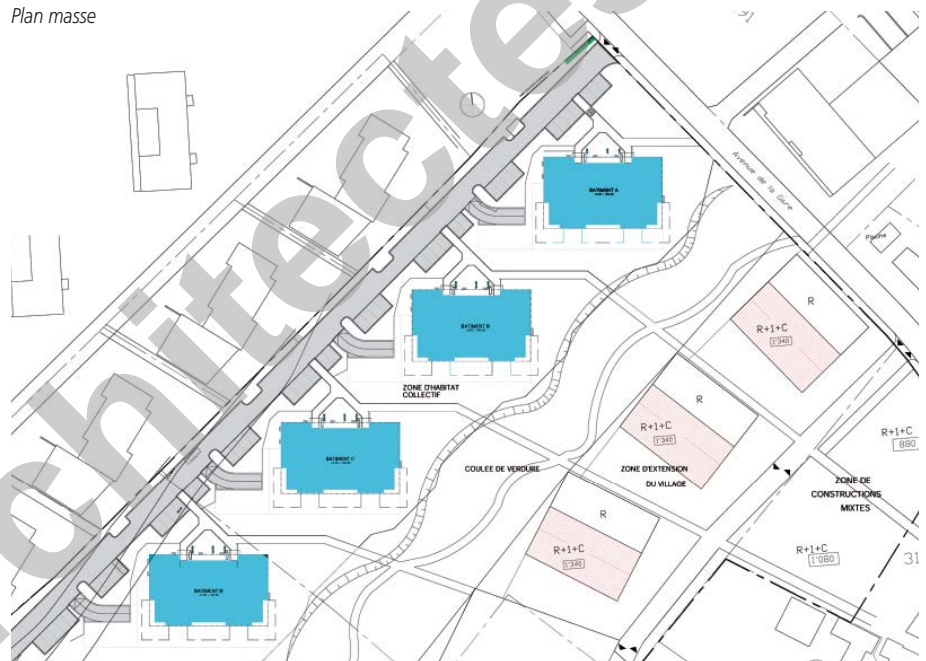 Plan masse
chitectes
Avenue de la Gare
BATIMENT A
BATIMENT B
R
R+1+C
1'340
ZONE D'HABITAT
COLLECTIF
R
R+1+C
1'340
R+1+C
880
BATIMENT C
COULEE DE VERDURE
ZONE D'EXTENSION
DU VILLAGE
ZONE DE
CONSTRUCTIONS
MIXTES
R
R+1+C
1'340
R+1+C
1'080
31